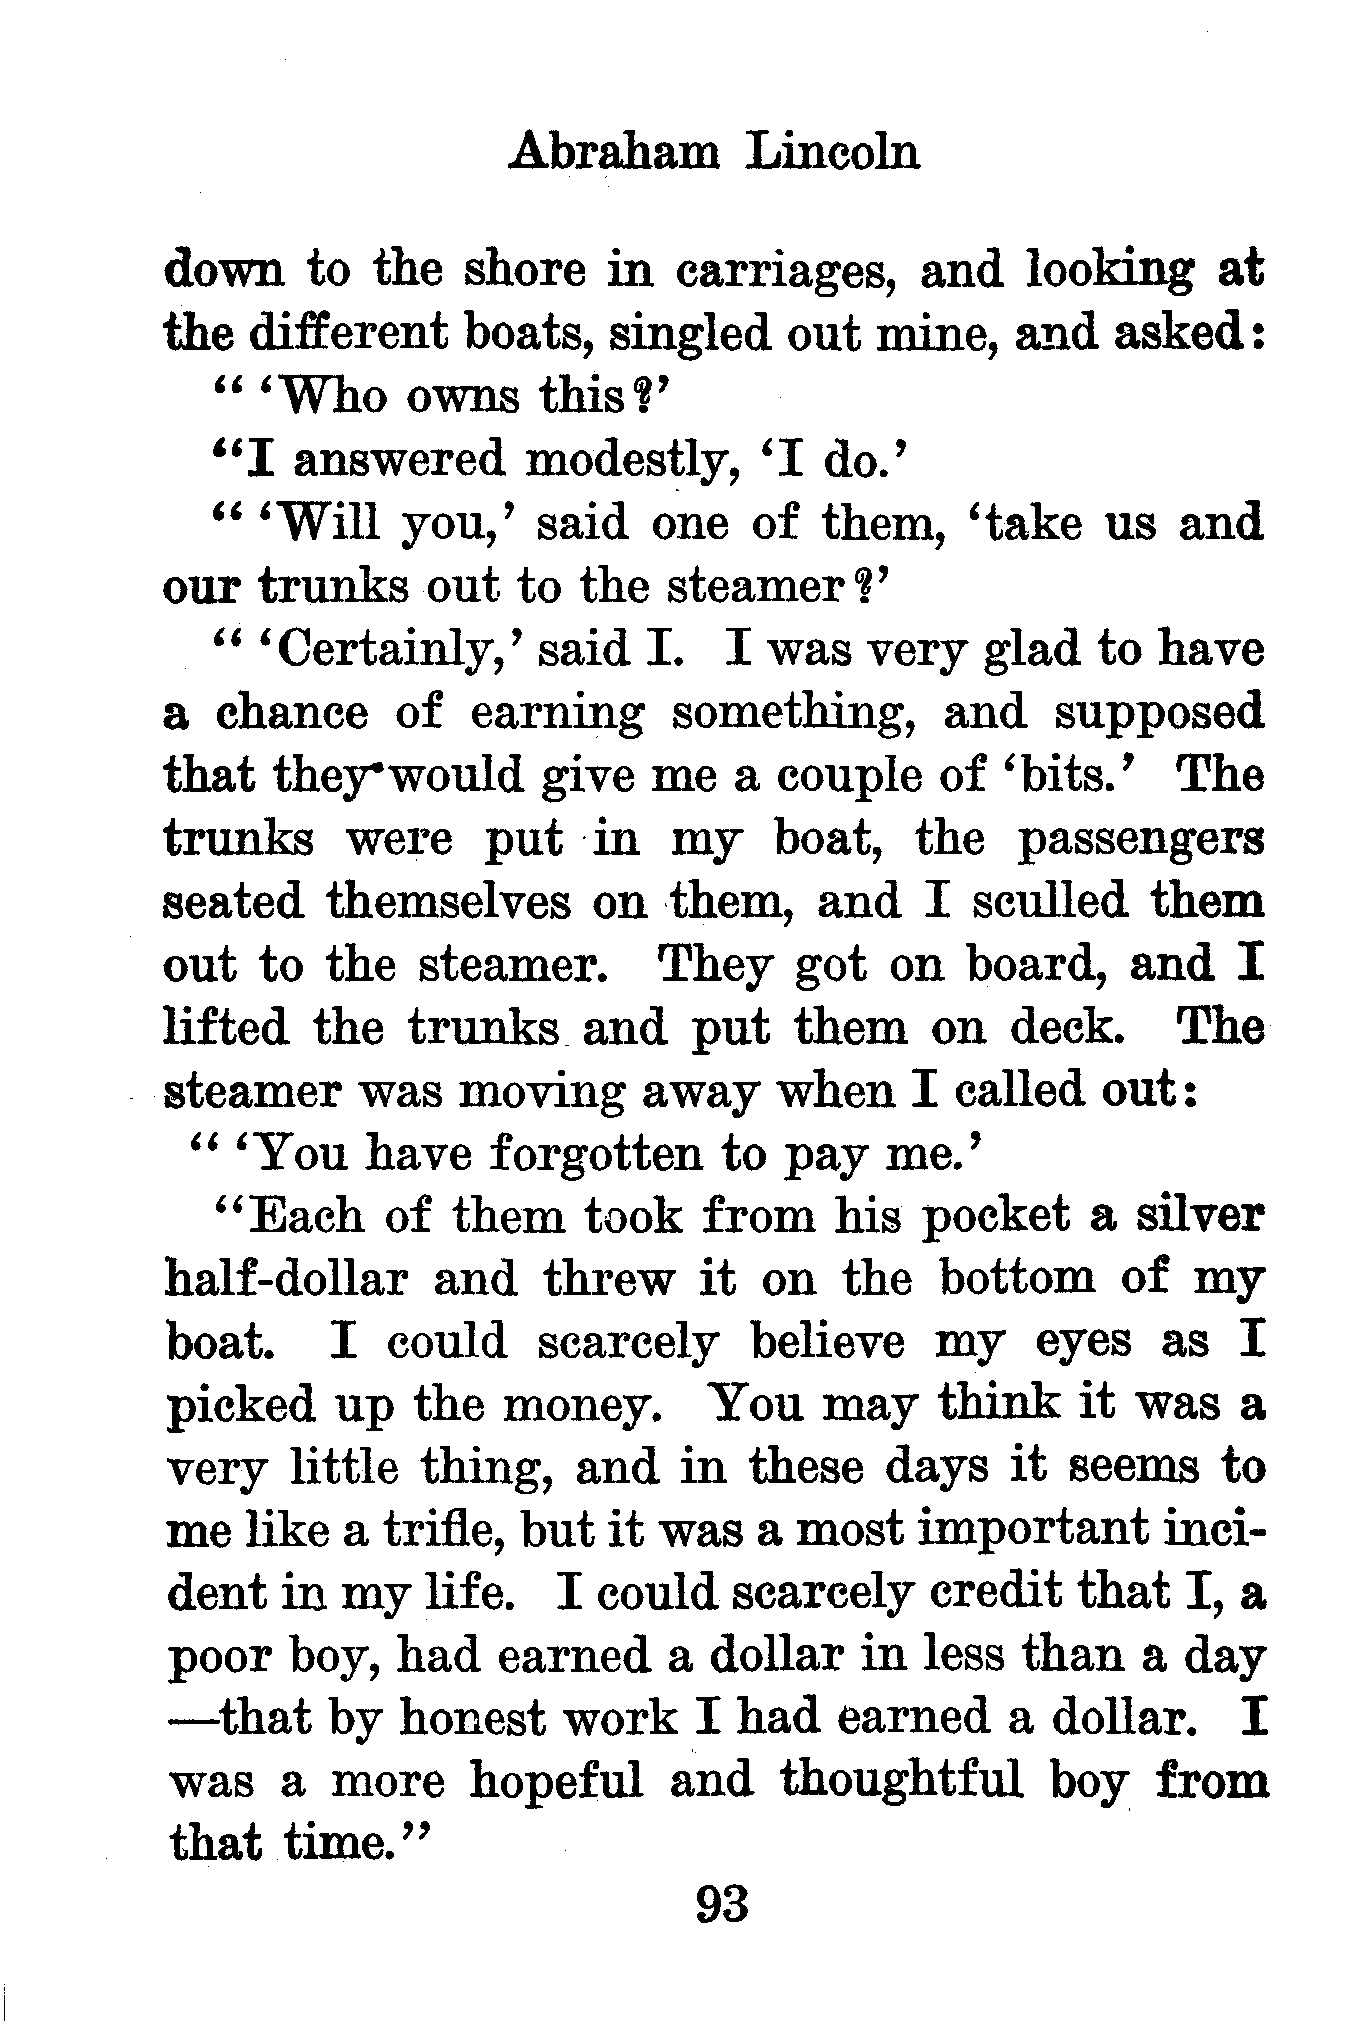 Abraham Lincoln
down to the shore in carriages, and looking at
the different boats, singled out mine, and asked:
" 'Who owns this?'
"I answered modestly, 'I do.'
" 'Will you,' said one of them, 'take us and
our trunks out to the steamer?'
" 'Certainly,' said I. I was very glad to have
a chance of earning something, and supposed
that they would give me a couple of 'bits.' The
trunks were put in my boat, the passengers
seated themselves on them, and I sculled them
out to the steamer. They got on board, and I
lifted the trunks and put them on deck. The
steamer was moving away when I called out:
" 'You have forgotten to pay me.'
"Each of them took from his pocket a silver
half-dollar and threw it on the bottom of my
boat. I could scarcely believe my eyes as I
picked up the money. You may think it was a
very little thing, and in these days it seems to
me like a trifle, but it was a most important inci-
dent in my life. I could scarcely credit that I, a
poor boy, had earned a dollar in less than a day
—that by honest work I had earned a dollar. I
was a more hopeful and thoughtful boy from
that time."
93